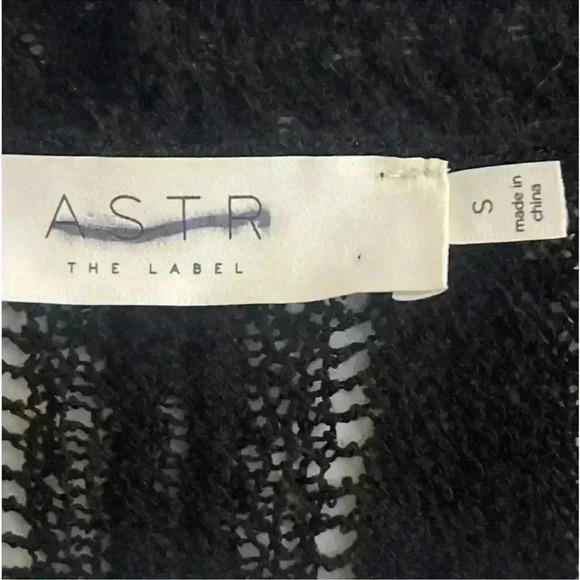 ASTR
THE LABEL
S
made in
china